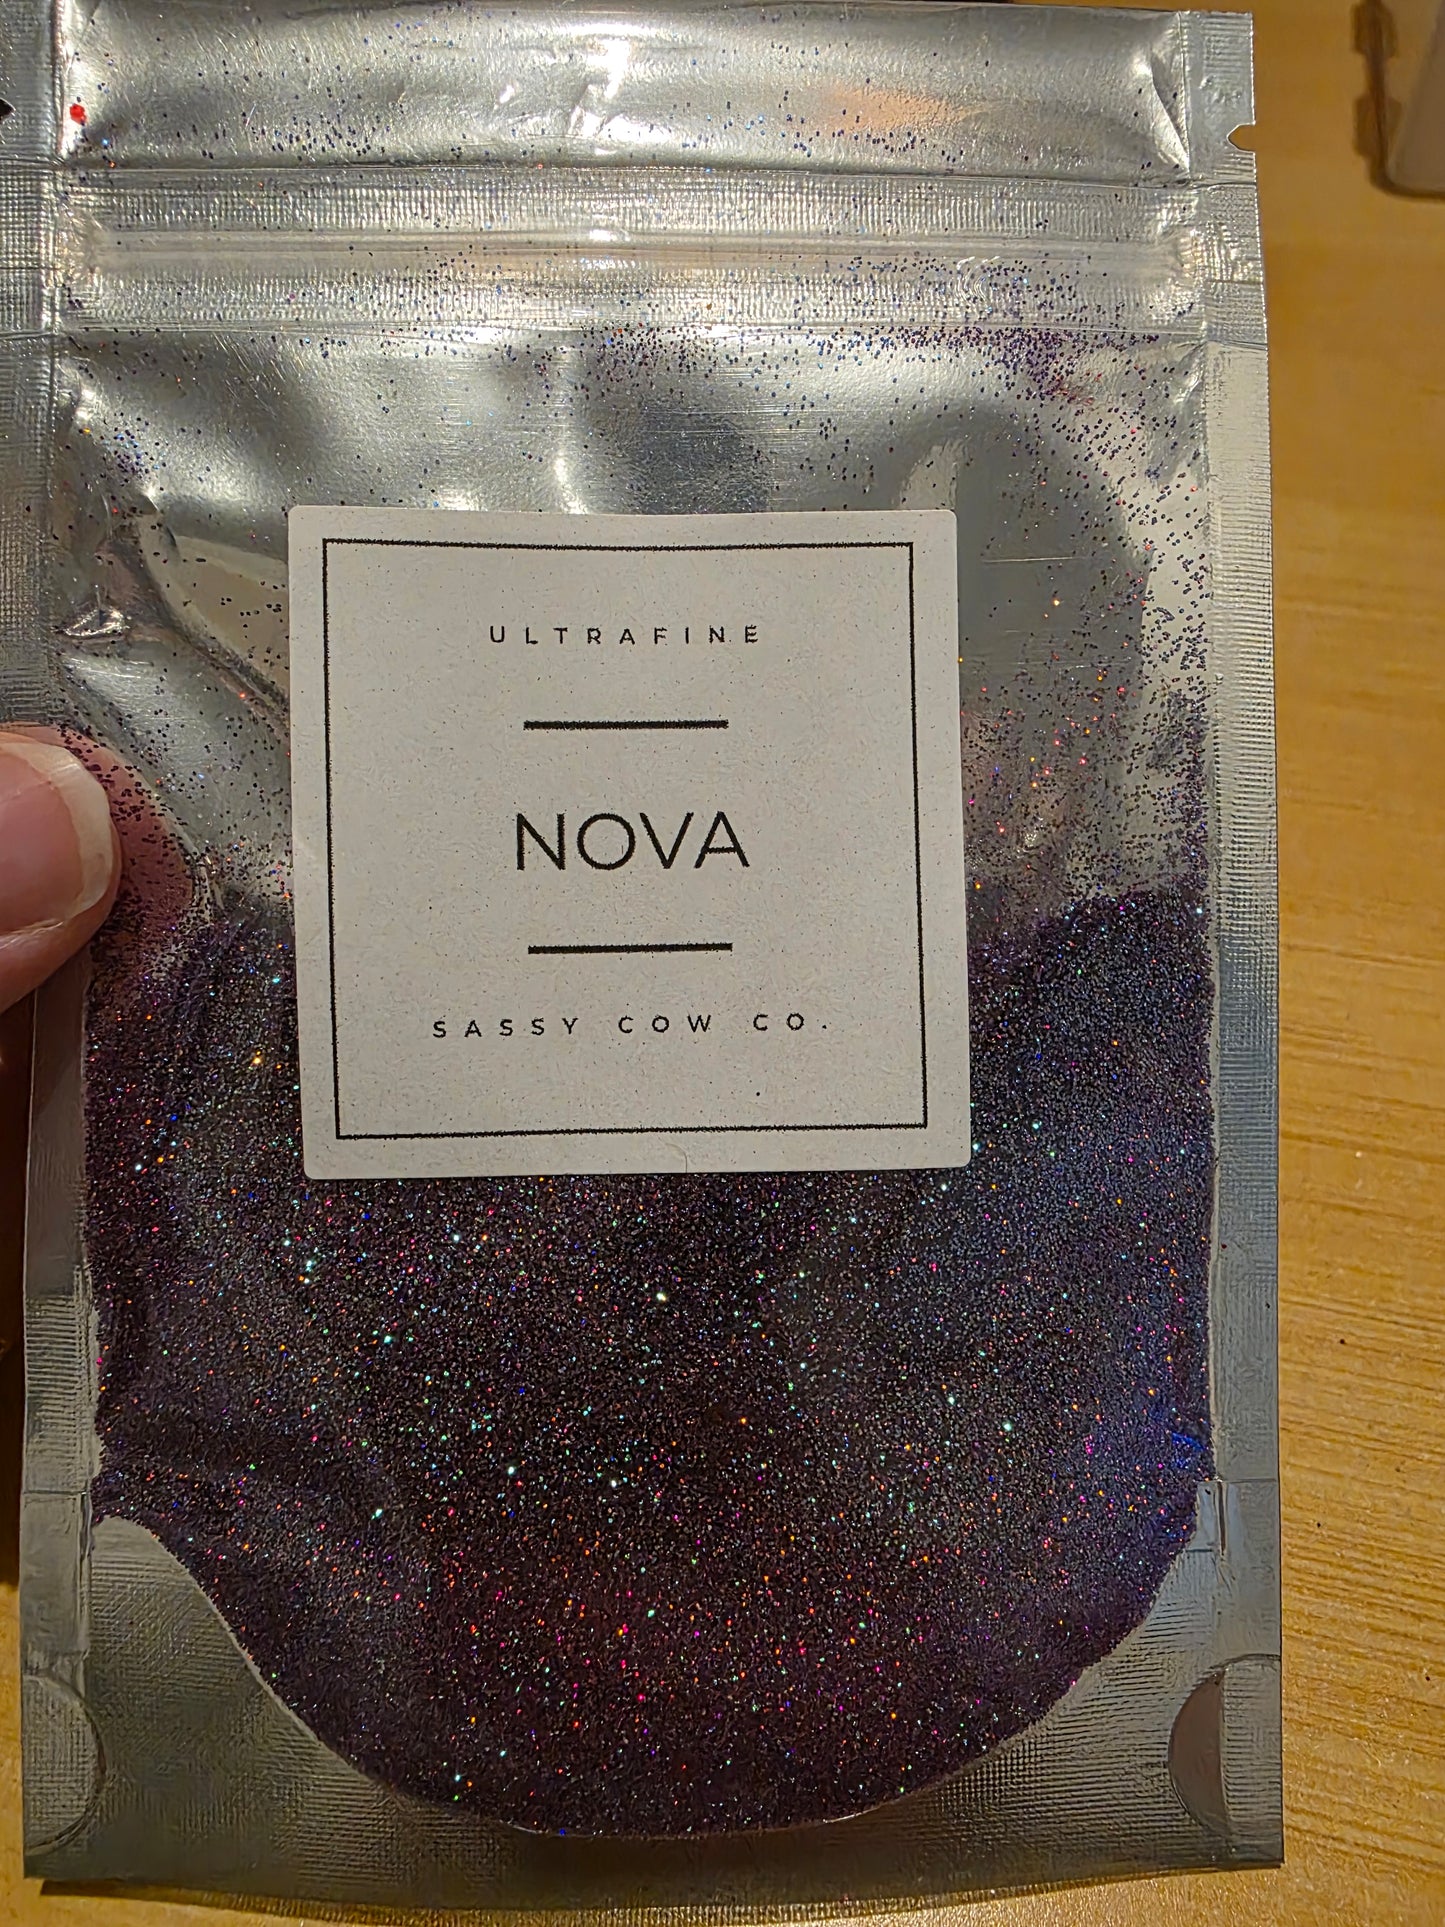 ULTRAFINE
NOVA
SASSY COW CO.